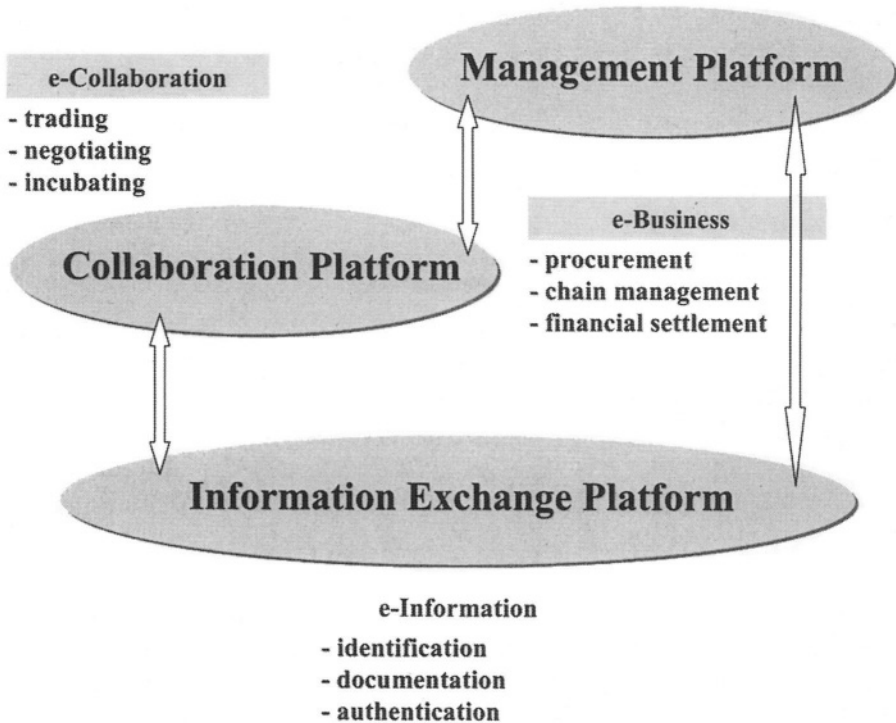 Management Platform
e-Collaboration
- trading
- negotiating
- incubating
e-Business
- procurement
- chain management
- financial settlement
Collaboration Platform
Information Exchange Platform
e-Information
- identification
- documentation
- authentication